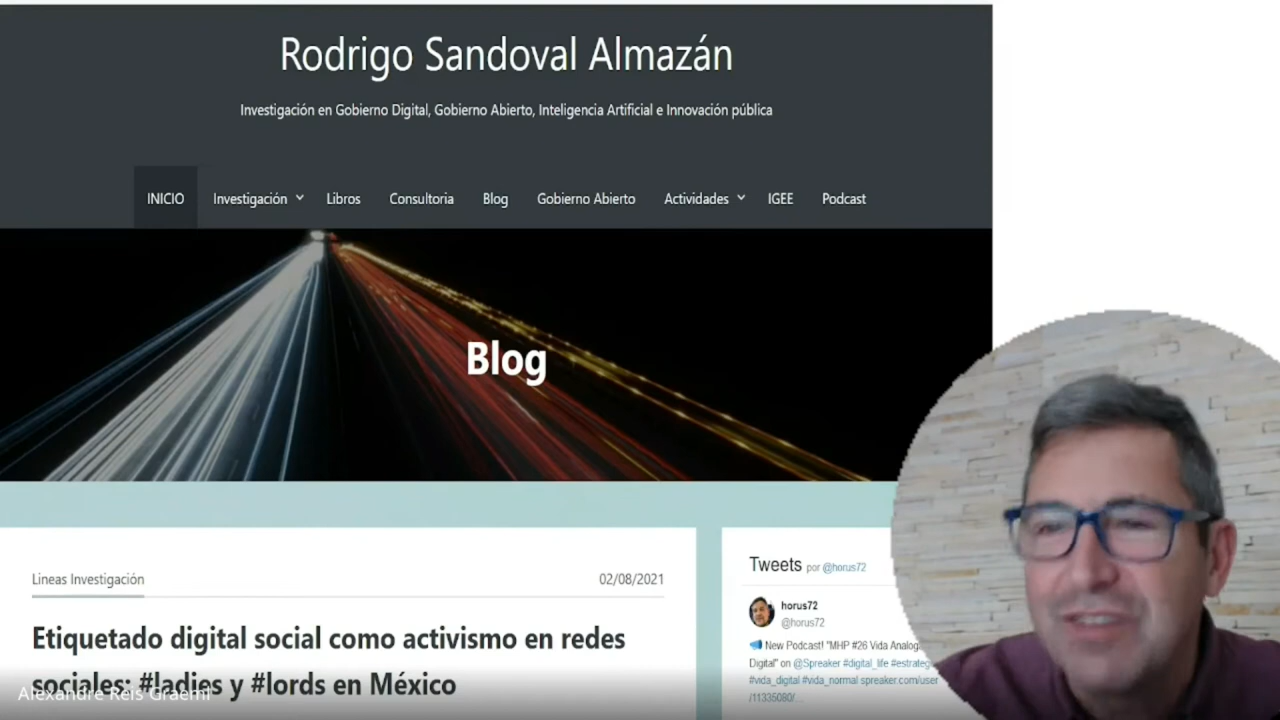 Rodrigo Sandoval Almazán
Investigación en Gobierno Digital, Gobierno Abierto, Inteligencia Artificial e Innovación pública
INICIO Investigación Libros Consultoria Blog Gobierno Abierto Actividades IGEE Podcast
Blog
Lineas Investigación 02/08/2021
Etiquetado digital social como activismo en redes
sociales: #ladies y #lords en México
Alexandre Reis Graeml
Tweets por @horus72
horus72
@horus72
New Podcast! "MHP #26 Vida Analog
Digital" on @Spreaker #digital_life #estrateg
#vida_digital #vida_normal spreaker.com/user
/11335080/...